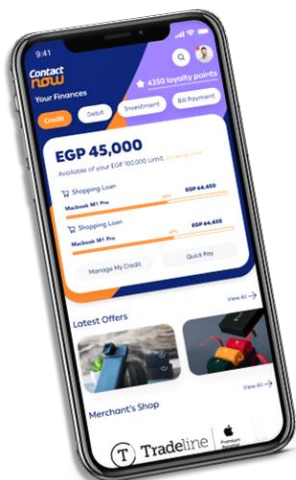 9:41
Contact
now
4350 loyalty points
Your Finances
Credit
Debit
Investment
Bill Payment
EGP 45,000
Available of your EGP 100,000 Limit.
Shopping Loan
Macbook M1 Pro
EGP 64,450
Shopping Loan
Macbook M1 Pro
EGP 64,450
Manage My Credit
Quick Pay
Latest Offers
View All
Merchant's Shop
View All
T
Tradeline
Premium